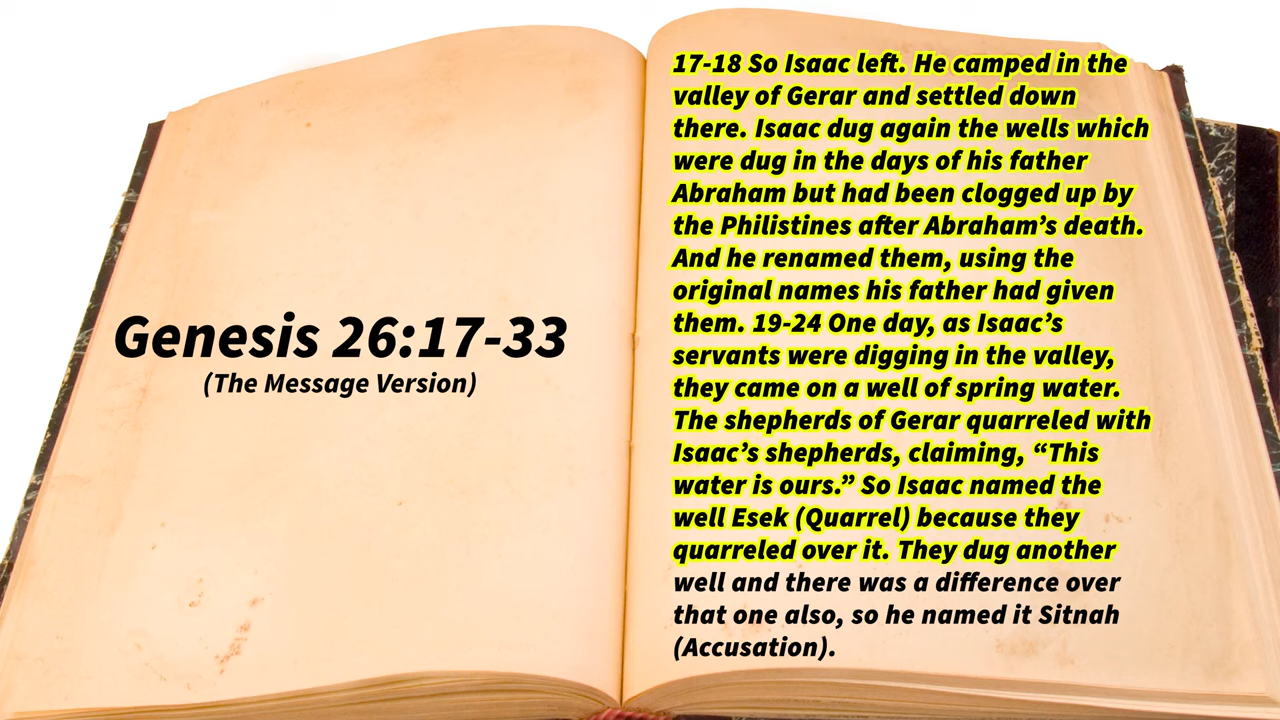 Genesis 26:17-33
(The Message Version)
17-18 So Isaac left. He camped in the
valley of Gerar and settled down
there. Isaac dug again the wells which
were dug in the days of his father
Abraham but had been clogged up by
the Philistines after Abraham’s death.
And he renamed them, using the
original names his father had given
them. 19-24 One day, as Isaac’s
servants were digging in the valley,
they came on a well of spring water.
The shepherds of Gerar quarreled with
Isaac’s shepherds, claiming, “This
water is ours.” So Isaac named the
well Esek (Quarrel) because they
quarreled over it. They dug another
well and there was a difference over
that one also, so he named it Sitnah
(Accusation).